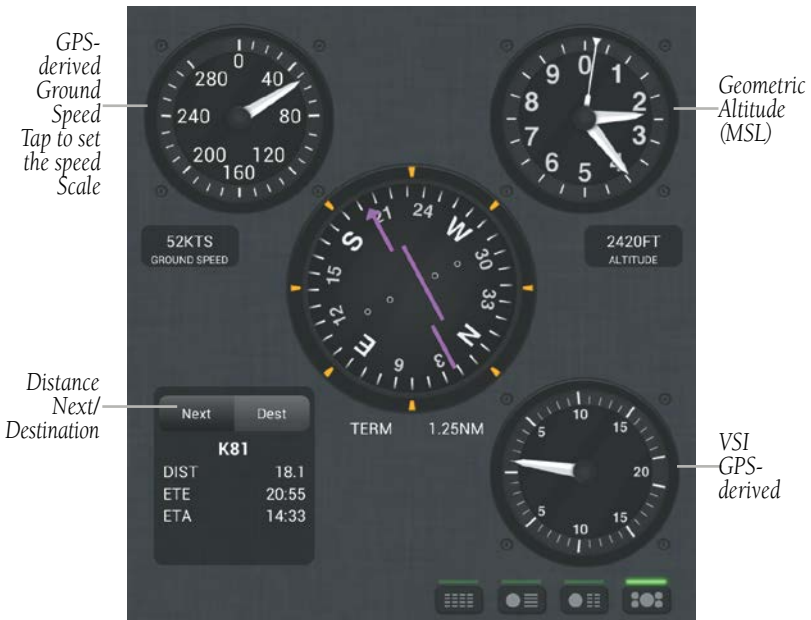 GPS-
derived
Ground
Speed
Tap to set
the speed
Scale
0
40
80
120
160
200
240
280
52KTS
GROUND SPEED
0
1
2
3
4
5
6
7
8
9
Geometric
Altitude
(MSL)
2420FT
ALTITUDE
21
24
W
30
33
N
3
6
E
12
15
S
TERM 1.25NM
Distance
Next/
Destination
Next Dest
K81
DIST 18.1
ETE 20:55
ETA 14:33
5
10
15
20
15
10
5
VSI
GPS-
derived